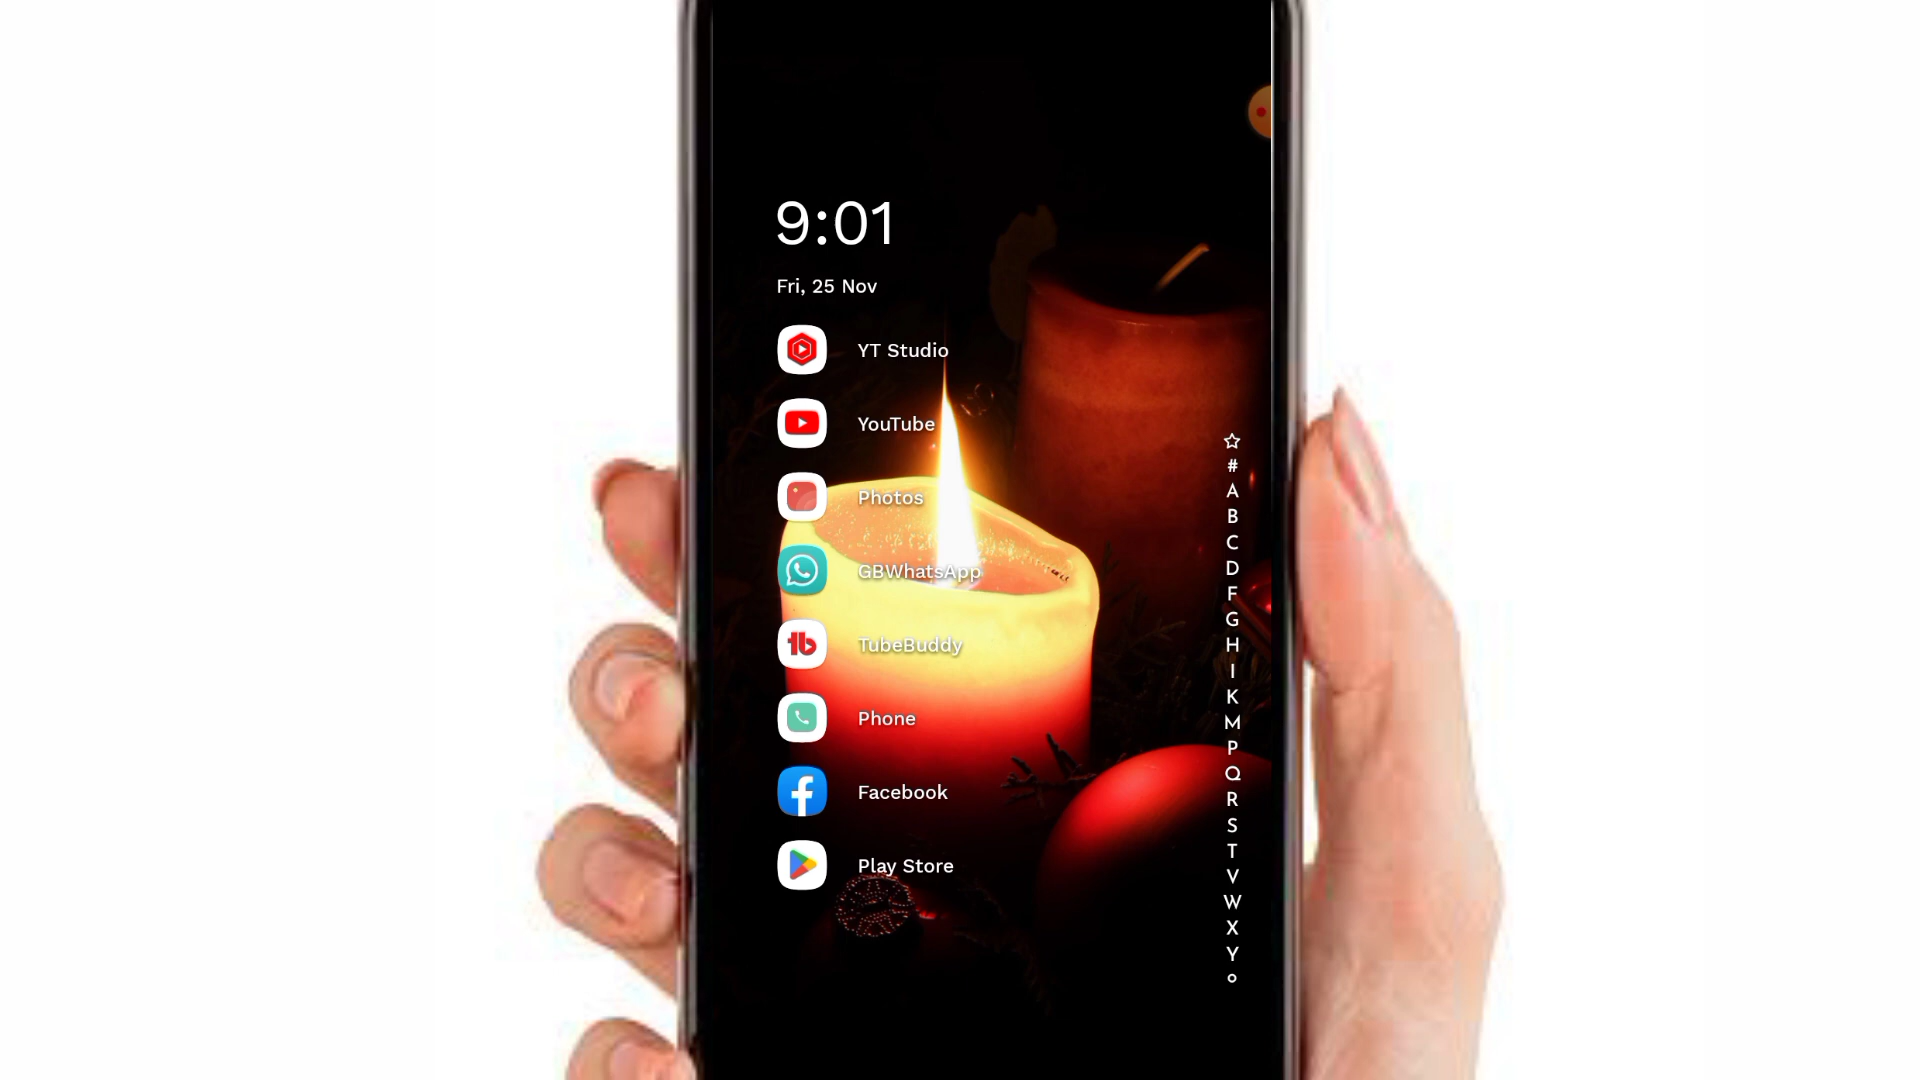 9:01
Fri, 25 Nov
YT Studio
YouTube
Photos
GBWhatsApp
TubeBuddy
Phone
Facebook
Play Store
#
A
B
C
D
F
G
H
I
K
M
P
Q
R
S
T
V
W
X
Y